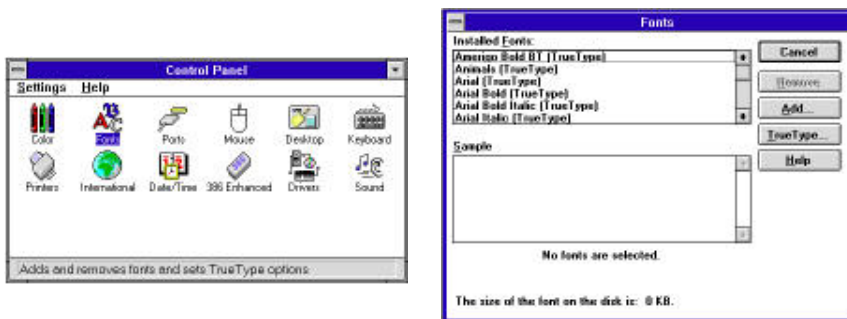 Control Panel
Settings Help
Color Fonts Ports Mouse Desktop Keyboard
Printers International Date/Time 386 Enhanced Drivers Sound
Adds and removes fonts and sets TrueType options
Fonts
Installed Fonts:
Amerigo Bold BT (TrueType)
Animals (TrueType)
Arial (TrueType)
Arial Bold (TrueType)
Arial Bold Italic (TrueType)
Arial Italic (TrueType)
Cancel
Remove
Add...
TrueType...
Help
Sample
No fonts are selected.
The size of the font on the disk is: 0 KB.